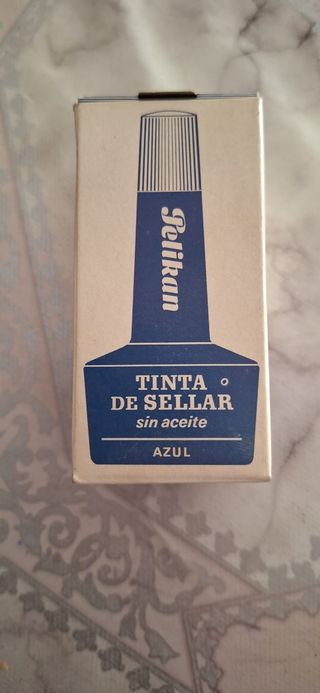 Pelikan
TINTA
DE SELLAR
sin aceite
AZUL